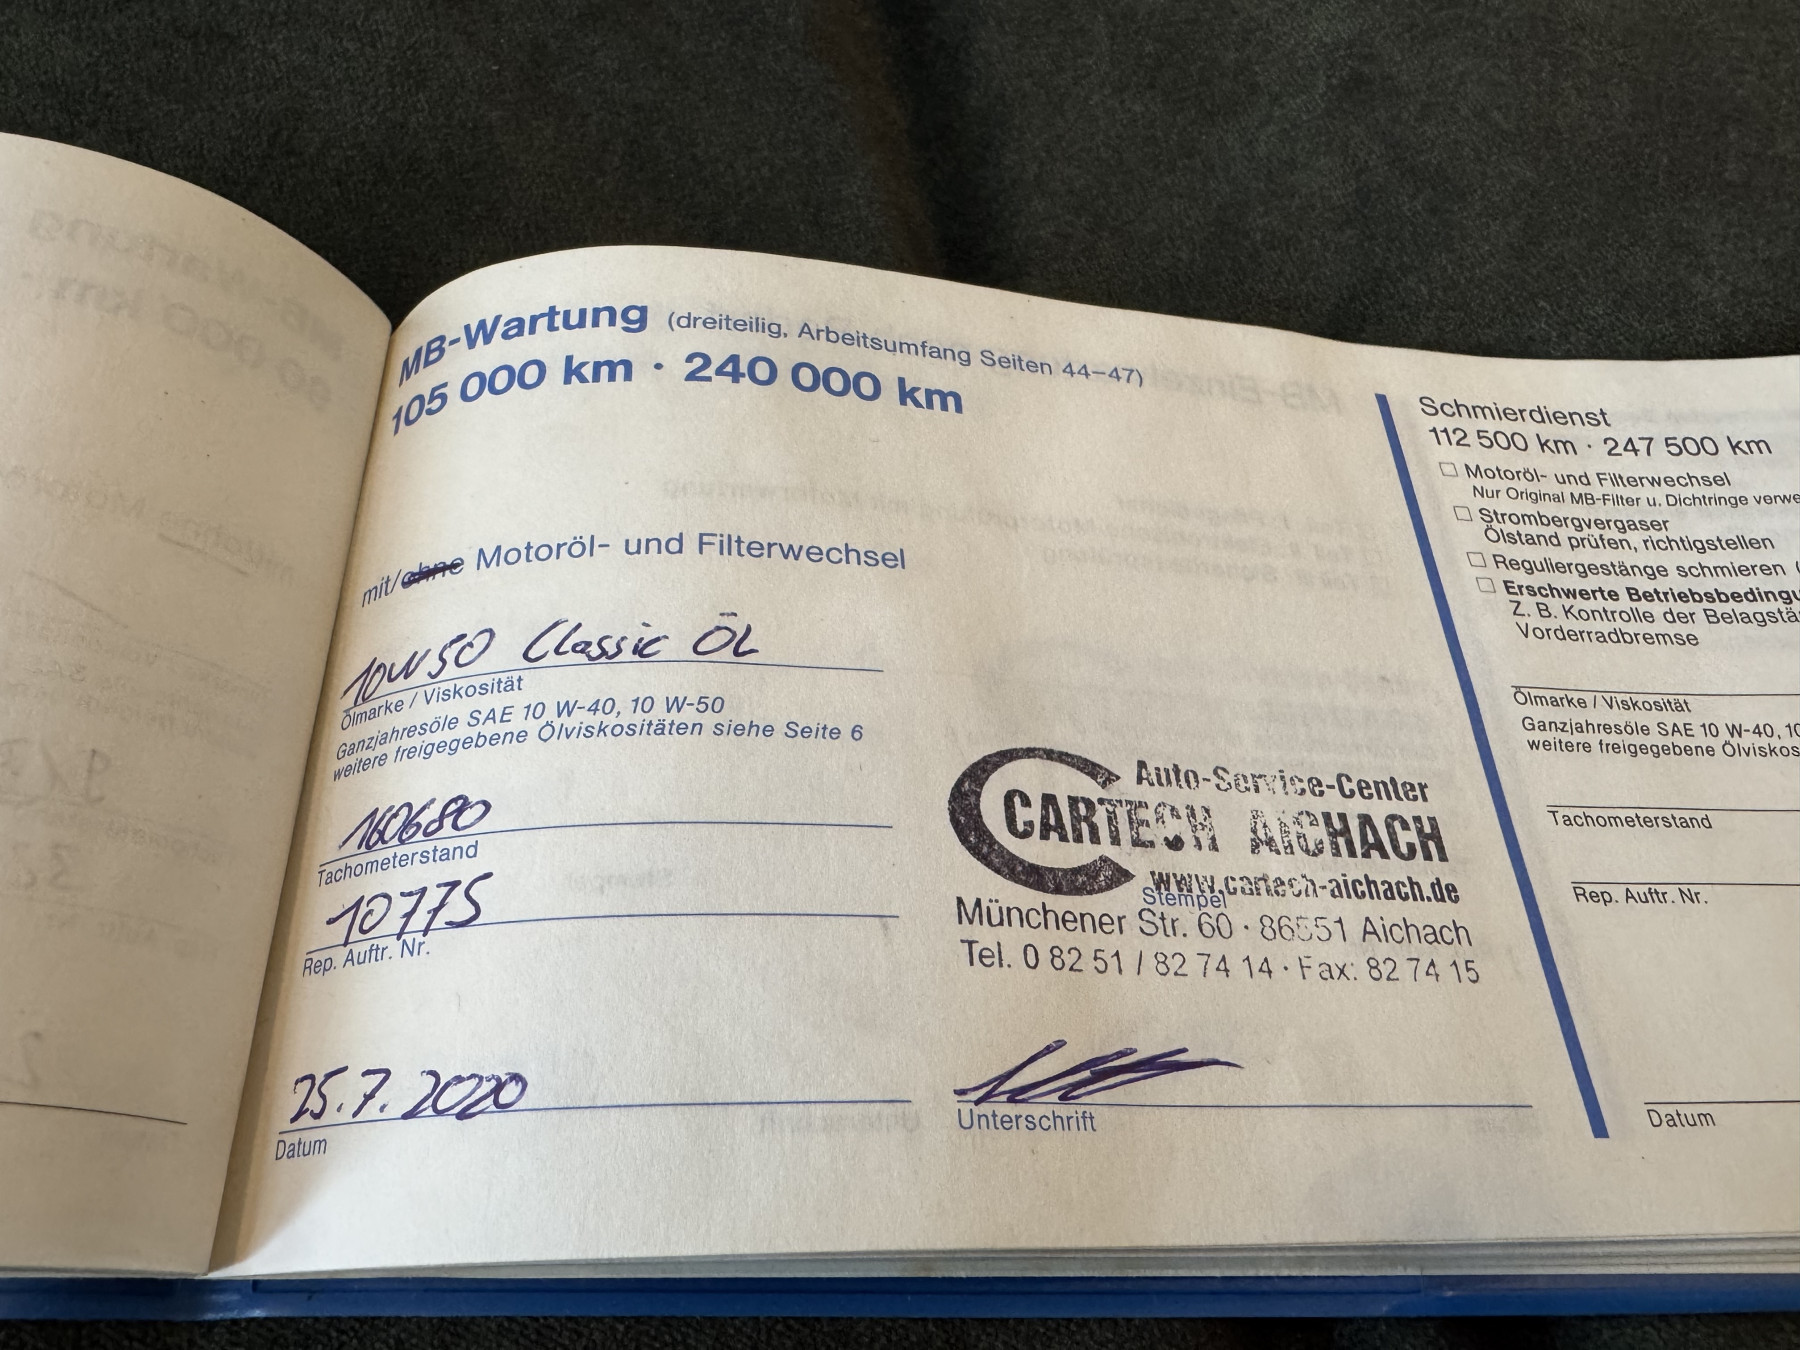 MB-Wartung (dreiteilig, Arbeitsumfang Seiten 44–47)
105 000 km · 240 000 km
mit/ohne Motoröl- und Filterwechsel
10W50 Classic ÖL
Ölmarke / Viskosität
Ganzjahresöle SAE 10 W-40, 10 W-50
weitere freigegebene Ölviskositäten siehe Seite 6
160680
Tachometerstand
10775
Rep. Auftr. Nr.
25.7.2020
Datum
Auto-Service-Center
CARTECH AICHACH
www.cartech-aichach.de
Stempel
Münchener Str. 60 · 86551 Aichach
Tel. 0 82 51 / 82 74 14 · Fax: 82 74 15
Unterschrift
Schmierdienst
112 500 km · 247 500 km
Motoröl- und Filterwechsel
Nur Original MB-Filter u. Dichtringe verwe
Strombergvergaser
Ölstand prüfen, richtigstellen
Reguliergestänge schmieren (
Erschwerte Betriebsbedingu
Z. B. Kontrolle der Belagstä
Vorderradbremse
Ölmarke / Viskosität
Ganzjahresöle SAE 10 W-40, 10
weitere freigegebene Ölviskos
Tachometerstand
Rep. Auftr. Nr.
Datum